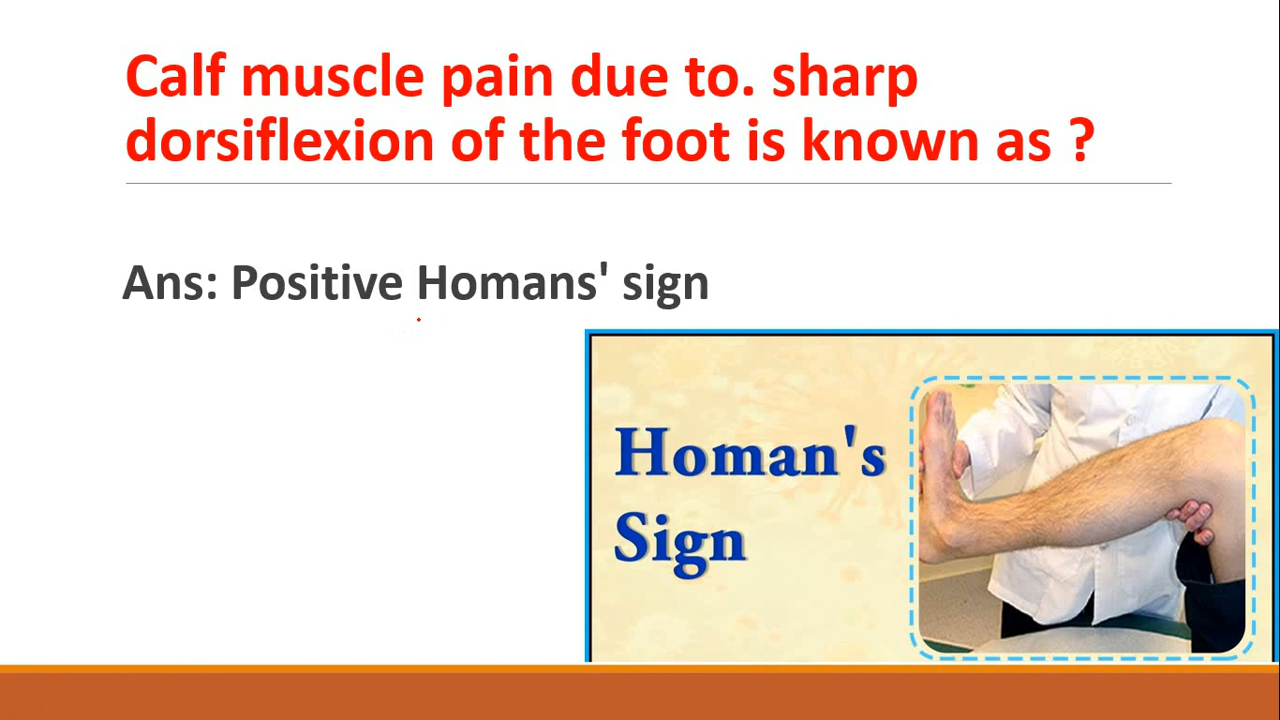 Calf muscle pain due to. sharp
dorsiflexion of the foot is known as ?
Ans: Positive Homans' sign
Homan's
Sign